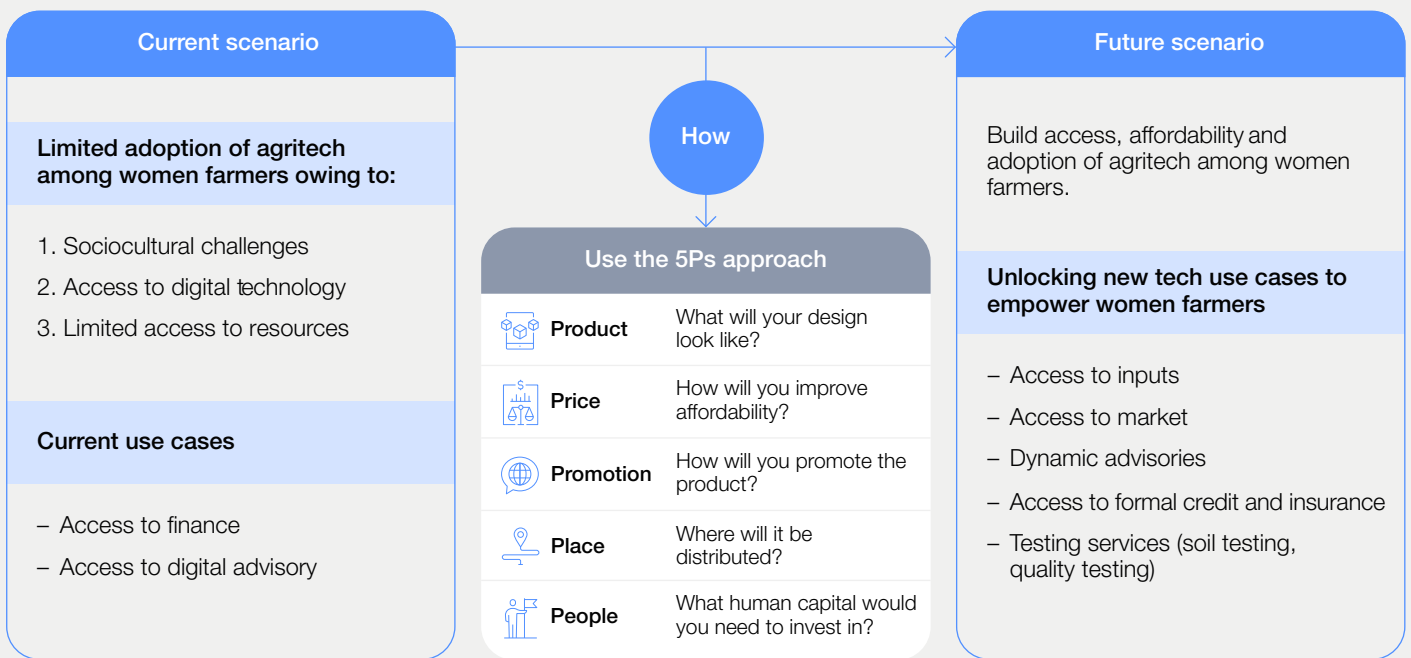 Current scenario
Limited adoption of agritech
among women farmers owing to:
1. Sociocultural challenges
2. Access to digital technology
3. Limited access to resources
Current use cases
– Access to finance
– Access to digital advisory
How
Use the 5Ps approach
Product
What will your design
look like?
Price
How will you improve
affordability?
Promotion
How will you promote the
product?
Place
Where will it be
distributed?
People
What human capital would
you need to invest in?
Future scenario
Build access, affordability and
adoption of agritech among women
farmers.
Unlocking new tech use cases to
empower women farmers
– Access to inputs
– Access to market
– Dynamic advisories
– Access to formal credit and insurance
– Testing services (soil testing,
quality testing)